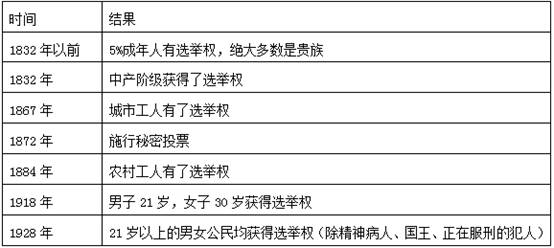 时间 结果
1832 年以前 5%成年人有选举权，绝大多数是贵族
1832 年 中产阶级获得了选举权
1867 年 城市工人有了选举权
1872 年 施行秘密投票
1884 年 农村工人有了选举权
1918 年 男子 21 岁，女子 30 岁获得选举权
1928 年 21 岁以上的男女公民均获得选举权（除精神病人、国王、正在服刑的犯人）